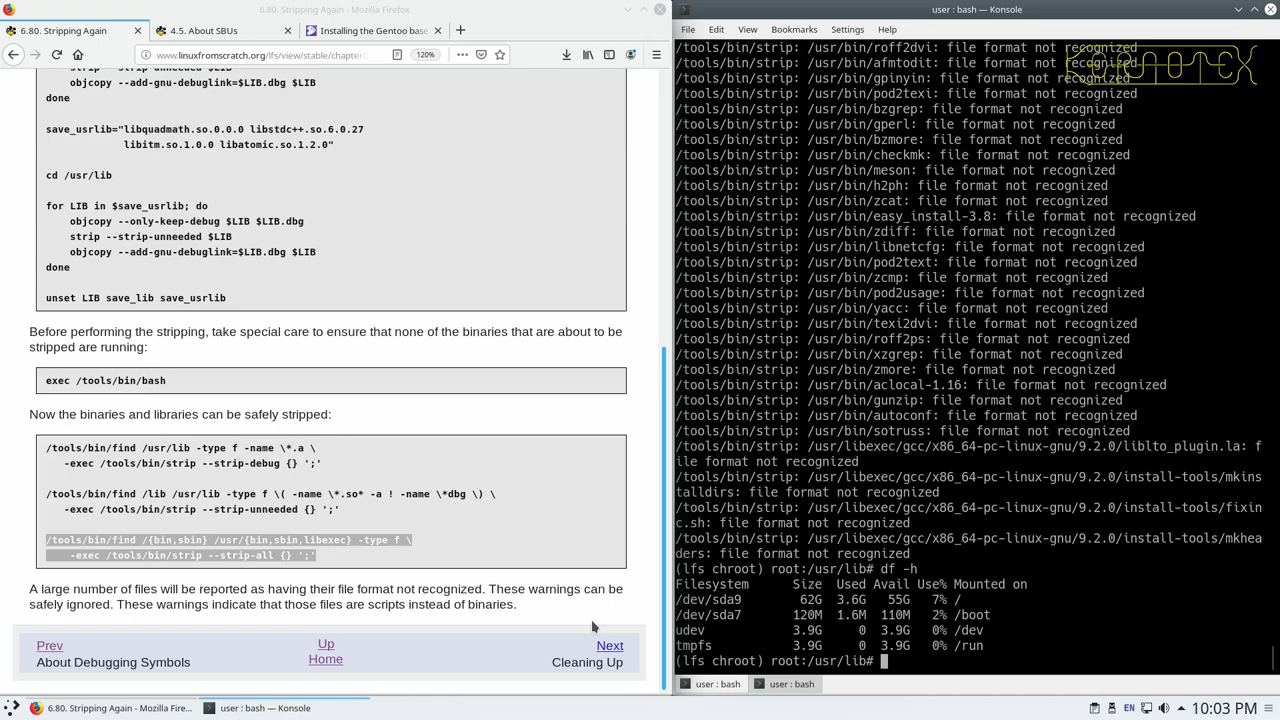 6.80. Stripping Again - Mozilla Firefox
6.80. Stripping Again
4.5. About SBUs
Installing the Gentoo base
www.linuxfromscratch.org/lfs/view/stable/chapter
120%
objcopy --add-gnu-debuglink=$LIB.dbg $LIB
done
save_usrlib="libquadmath.so.0.0.0 libstdc++.so.6.0.27
libitm.so.1.0.0 libatomic.so.1.2.0"
cd /usr/lib
for LIB in $save_usrlib; do
objcopy --only-keep-debug $LIB $LIB.dbg
strip --strip-unneeded $LIB
objcopy --add-gnu-debuglink=$LIB.dbg $LIB
done
unset LIB save_lib save_usrlib
Before performing the stripping, take special care to ensure that none of the binaries that are about to be
stripped are running:
exec /tools/bin/bash
Now the binaries and libraries can be safely stripped:
/tools/bin/find /usr/lib -type f -name \*.a \
-exec /tools/bin/strip --strip-debug {} ';'
/tools/bin/find /lib /usr/lib -type f \( -name \*.so* -a ! -name \*dbg \) \
-exec /tools/bin/strip --strip-unneeded {} ';'
/tools/bin/find /{bin,sbin} /usr/{bin,sbin,libexec} -type f \
-exec /tools/bin/strip --strip-all {} ';'
A large number of files will be reported as having their file format not recognized. These warnings can be
safely ignored. These warnings indicate that those files are scripts instead of binaries.
Prev
Up
Next
About Debugging Symbols
Home
Cleaning Up
user : bash — Konsole
File Edit View Bookmarks Settings Help
/tools/bin/strip: /usr/bin/roff2dvi: file format not recognized
/tools/bin/strip: /usr/bin/afmtodit: file format not recognized
/tools/bin/strip: /usr/bin/gpinyin: file format not recognized
/tools/bin/strip: /usr/bin/pod2texi: file format not recognized
/tools/bin/strip: /usr/bin/bzgrep: file format not recognized
/tools/bin/strip: /usr/bin/gperl: file format not recognized
/tools/bin/strip: /usr/bin/bzmore: file format not recognized
/tools/bin/strip: /usr/bin/checkmk: file format not recognized
/tools/bin/strip: /usr/bin/meson: file format not recognized
/tools/bin/strip: /usr/bin/h2ph: file format not recognized
/tools/bin/strip: /usr/bin/zcat: file format not recognized
/tools/bin/strip: /usr/bin/easy_install-3.8: file format not recognized
/tools/bin/strip: /usr/bin/zdiff: file format not recognized
/tools/bin/strip: /usr/bin/libnetcfg: file format not recognized
/tools/bin/strip: /usr/bin/pod2text: file format not recognized
/tools/bin/strip: /usr/bin/zcmp: file format not recognized
/tools/bin/strip: /usr/bin/pod2usage: file format not recognized
/tools/bin/strip: /usr/bin/yacc: file format not recognized
/tools/bin/strip: /usr/bin/texi2dvi: file format not recognized
/tools/bin/strip: /usr/bin/roff2ps: file format not recognized
/tools/bin/strip: /usr/bin/xzgrep: file format not recognized
/tools/bin/strip: /usr/bin/zmore: file format not recognized
/tools/bin/strip: /usr/bin/aclocal-1.16: file format not recognized
/tools/bin/strip: /usr/bin/gunzip: file format not recognized
/tools/bin/strip: /usr/bin/autoconf: file format not recognized
/tools/bin/strip: /usr/bin/sotruss: file format not recognized
/tools/bin/strip: /usr/libexec/gcc/x86_64-pc-linux-gnu/9.2.0/liblto_plugin.la: f
ile format not recognized
/tools/bin/strip: /usr/libexec/gcc/x86_64-pc-linux-gnu/9.2.0/install-tools/mkins
talldirs: file format not recognized
/tools/bin/strip: /usr/libexec/gcc/x86_64-pc-linux-gnu/9.2.0/install-tools/fixin
c.sh: file format not recognized
/tools/bin/strip: /usr/libexec/gcc/x86_64-pc-linux-gnu/9.2.0/install-tools/mkhea
ders: file format not recognized
(lfs chroot) root:/usr/lib# df -h
Filesystem Size Used Avail Use% Mounted on
/dev/sda9 62G 3.6G 55G 7% /
/dev/sda7 120M 1.6M 110M 2% /boot
udev 3.9G 0 3.9G 0% /dev
tmpfs 3.9G 0 3.9G 0% /run
(lfs chroot) root:/usr/lib#
user : bash
user : bash
6.80. Stripping Again - Mozilla Fire...
user : bash — Konsole
EN
10:03 PM